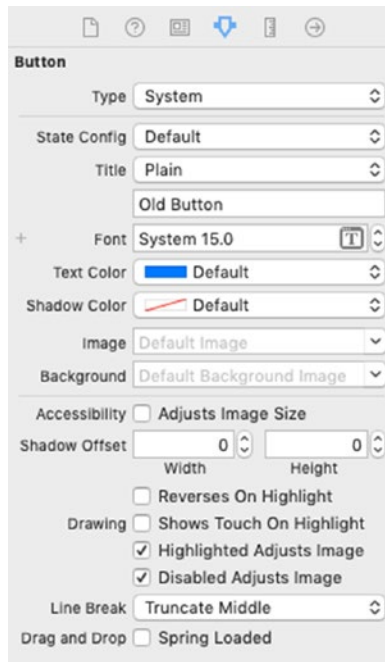 Button
Type System
State Config Default
Title Plain
Old Button
+ Font System 15.0 T
Text Color Default
Shadow Color Default
Image Default Image
Background Default Background Image
Accessibility Adjusts Image Size
Shadow Offset 0 0
Width Height
Reverses On Highlight
Drawing Shows Touch On Highlight
Highlighted Adjusts Image
Disabled Adjusts Image
Line Break Truncate Middle
Drag and Drop Spring Loaded